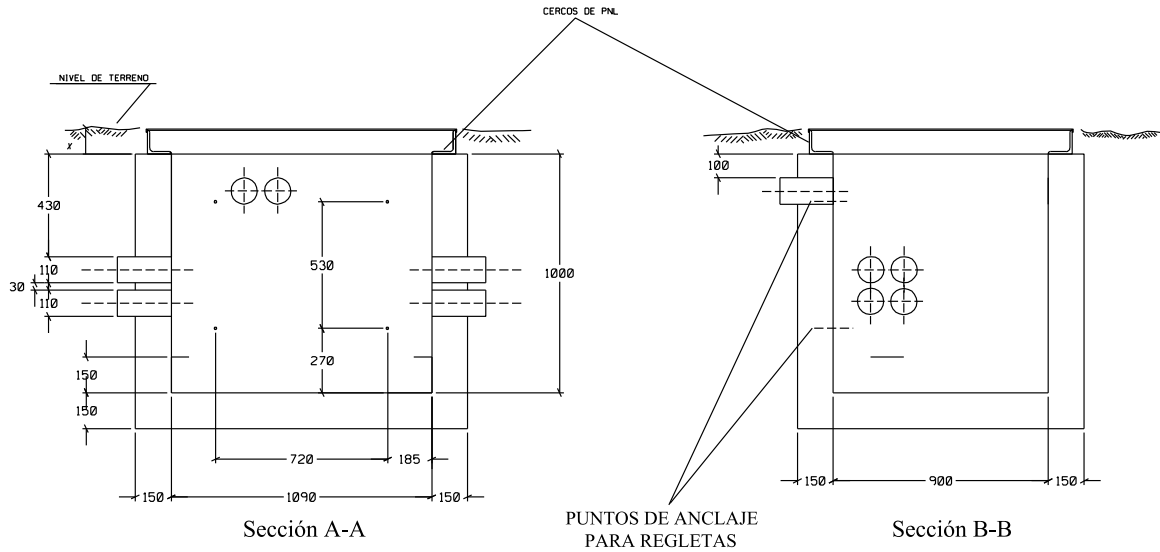 CERCOS DE PNL
NIVEL DE TERRENO
x
430
110
30
110
150
150
530
270
1000
720
185
150
1090
150
Sección A-A
100
150
900
150
PUNTOS DE ANCLAJE
PARA REGLETAS
Sección B-B